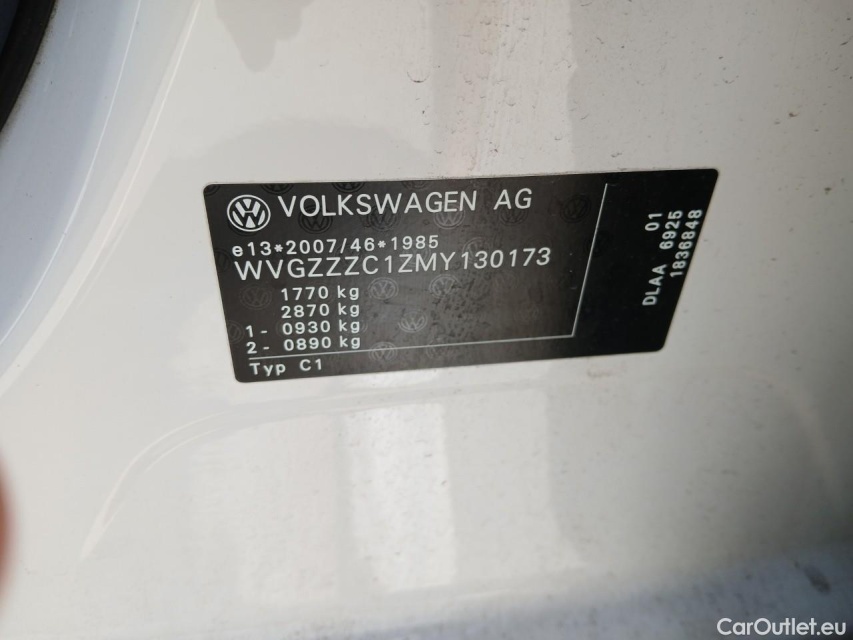 VOLKSWAGEN AG
e13*2007/46*1985
WVGZZZC1ZMY130173
1770 kg
2870 kg
1- 0930 kg
2- 0890 kg
Typ C1
01
DLAA 6925
1836848
CarOutlet.eu